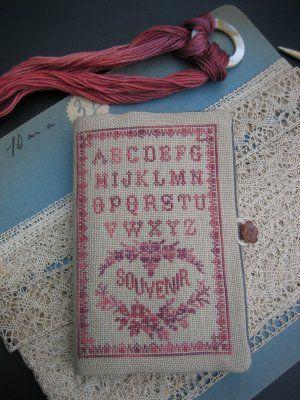 ABCDEFG
HIJKLMN
OPQRSTU
VWXYZ
SOUVENIR